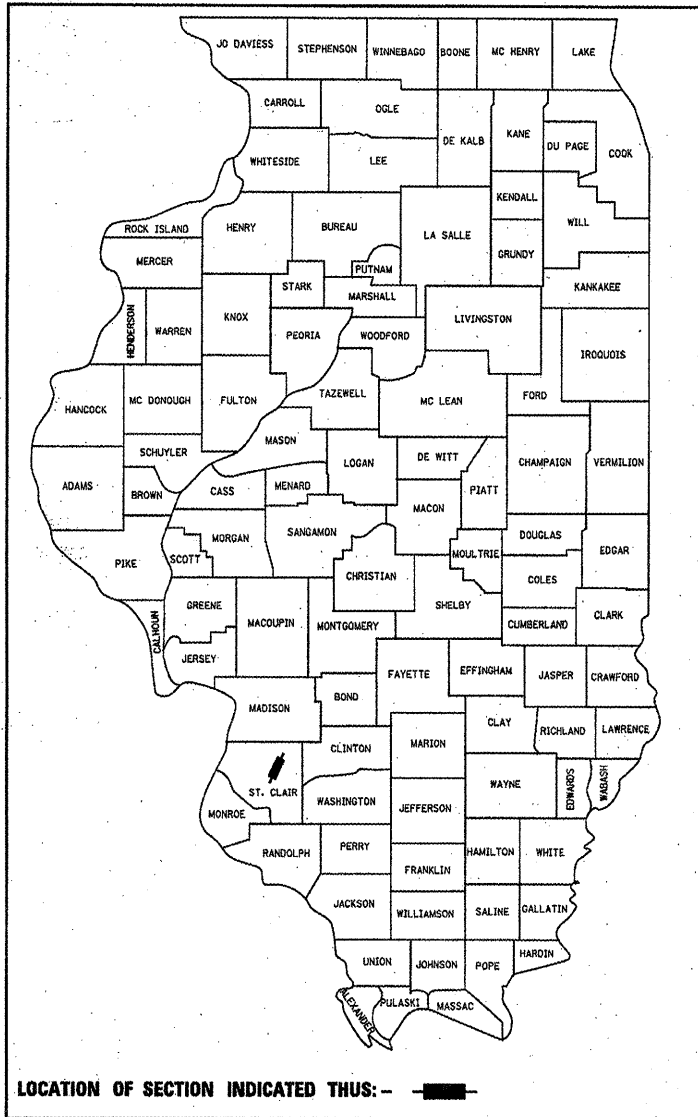 JO DAVIESS STEPHENSON WINNEBAGO BOONE MC HENRY LAKE
CARROLL OGLE DE KALB KANE DU PAGE COOK
WHITESIDE LEE
KENDALL WILL
ROCK ISLAND HENRY BUREAU LA SALLE GRUNDY
MERCER PUTNAM KANKAKEE
STARK MARSHALL
HENDERSON WARREN KNOX PEORIA WOODFORD LIVINGSTON IROQUOIS
HANCOCK MC DONOUGH FULTON TAZEWELL MC LEAN FORD
SCHUYLER MASON LOGAN DE WITT CHAMPAIGN VERMILION
ADAMS BROWN CASS MENARD PIATT
MACON
PIKE SCOTT MORGAN SANGAMON MOULTRIE DOUGLAS EDGAR
CHRISTIAN COLES
CALHOUN GREENE MACOUPIN MONTGOMERY SHELBY CUMBERLAND CLARK
JERSEY FAYETTE EFFINGHAM JASPER CRAWFORD
MADISON BOND
CLAY RICHLAND LAWRENCE
CLINTON MARION
ST. CLAIR WAYNE EDWARDS WABASH
MONROE WASHINGTON JEFFERSON
RANDOLPH PERRY HAMILTON WHITE
FRANKLIN
JACKSON WILLIAMSON SALINE GALLATIN
UNION JOHNSON POPE HARDIN
ALEXANDER PULASKI MASSAC
LOCATION OF SECTION INDICATED THUS: -